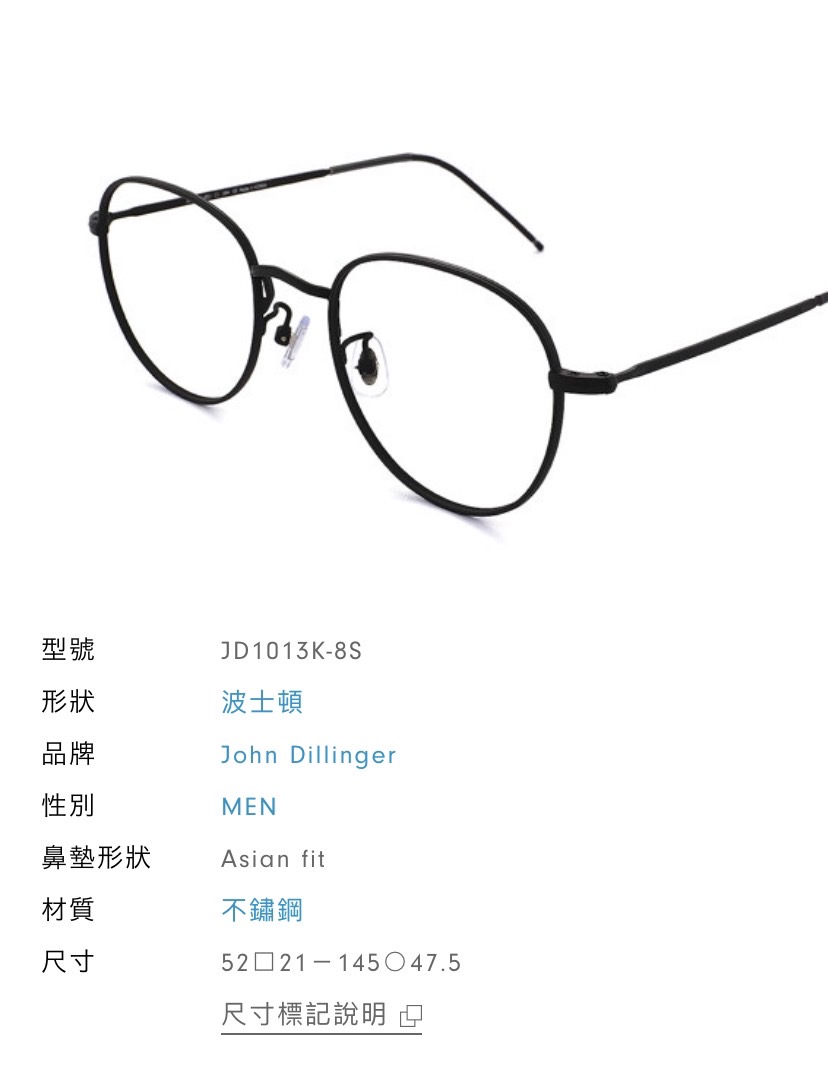 型號 JD1013K-8S
形狀 波士頓
品牌 John Dillinger
性別 MEN
鼻墊形狀 Asian fit
材質 不鏽鋼
尺寸 52□21－145○47.5
尺寸標記說明